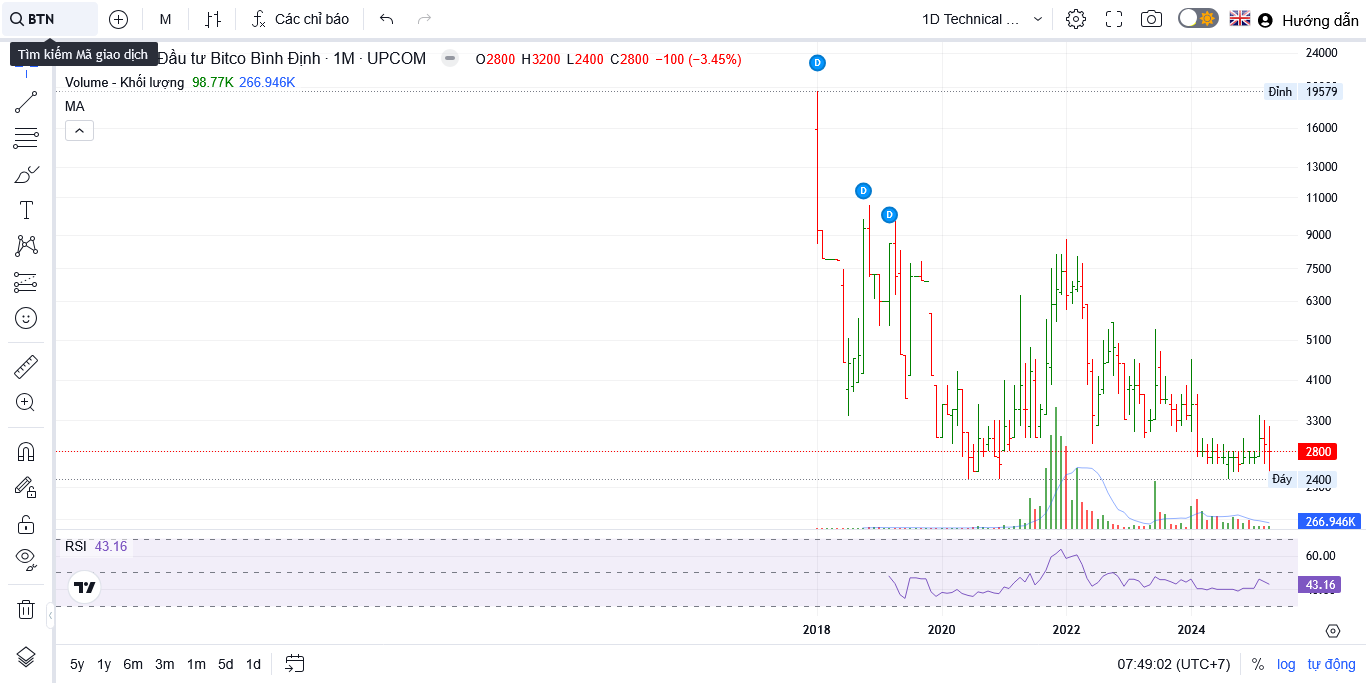 BTN
M
Các chỉ báo
1D Technical ...
Hướng dẫn
Tìm kiếm Mã giao dịch
Đầu tư Bitco Bình Định · 1M · UPCOM
O2800 H3200 L2400 C2800 −100 (−3.45%)
Volume - Khối lượng 98.77K 266.946K
MA
D
D
D
24000
Đỉnh 19579
16000
13000
11000
9000
7500
6300
5100
4100
3300
2800
Đáy 2400
266.946K
RSI 43.16
60.00
43.16
2018 2020 2022 2024
5y 1y 6m 3m 1m 5d 1d
07:49:02 (UTC+7) % log tự động